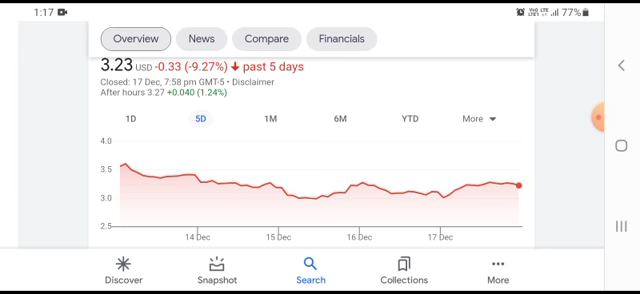 1:17 77%
Overview News Compare Financials
3.23 USD -0.33 (-9.27%) past 5 days
Closed: 17 Dec, 7:58 pm GMT-5 • Disclaimer
After hours 3.27 +0.040 (1.24%)
1D 5D 1M 6M YTD More
4.0
3.5
3.0
2.5
14 Dec 15 Dec 16 Dec 17 Dec
Discover Snapshot Search Collections More